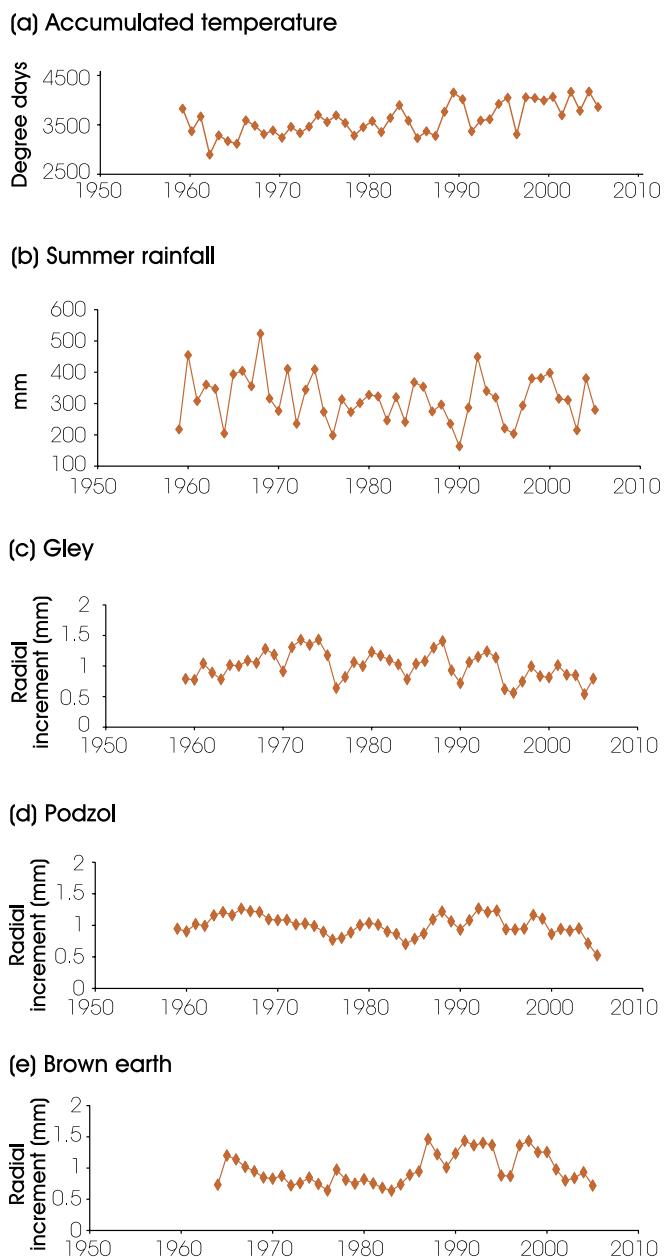 (a) Accumulated temperature
Degree days
4500
3500
2500
1950 1960 1970 1980 1990 2000 2010
(b) Summer rainfall
mm
600
500
400
300
200
100
1950 1960 1970 1980 1990 2000 2010
(c) Gley
Radial
increment (mm)
2
1.5
1
0.5
0
1950 1960 1970 1980 1990 2000 2010
(d) Podzol
Radial
increment (mm)
2
1.5
1
0.5
0
1950 1960 1970 1980 1990 2000 2010
(e) Brown earth
Radial
increment (mm)
2
1.5
1
0.5
0
1950 1960 1970 1980 1990 2000 2010